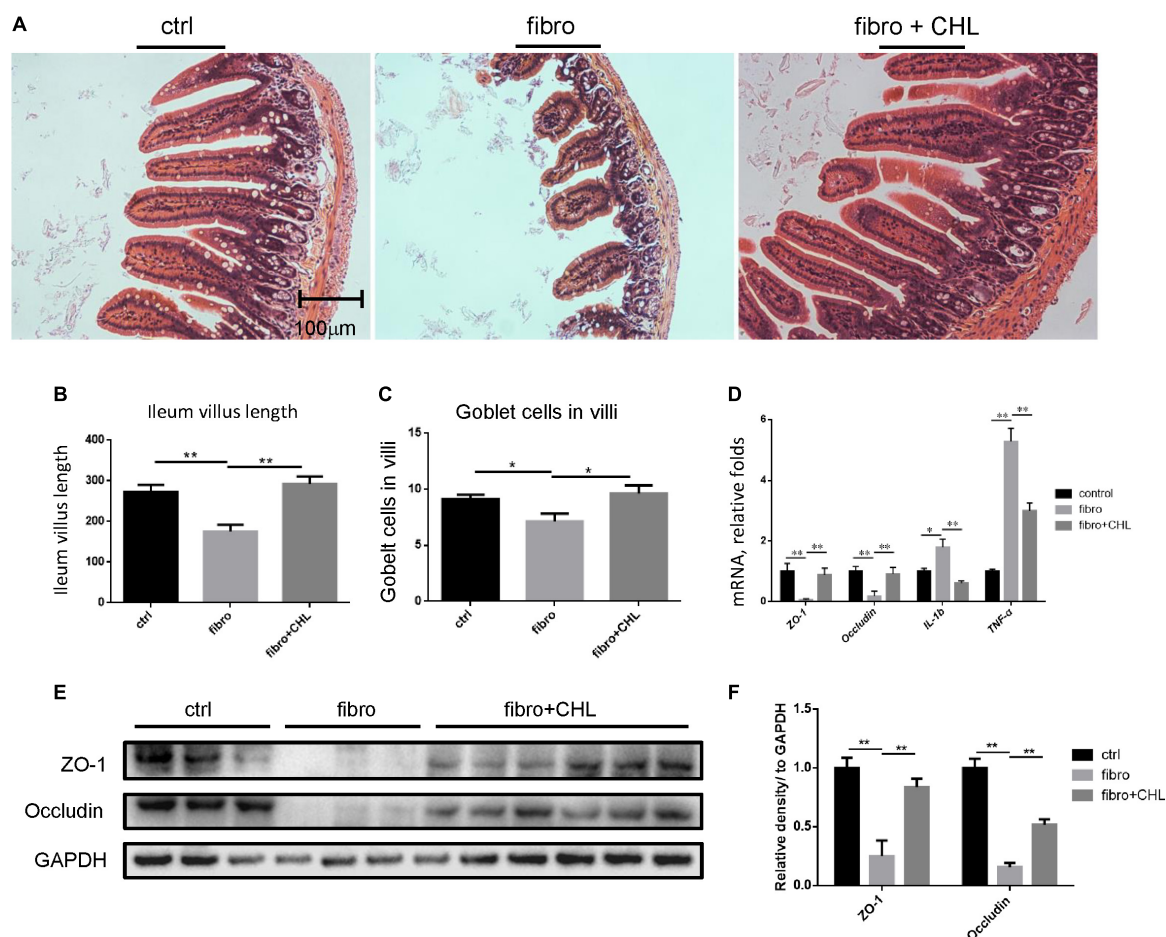 A
ctrl
fibro
fibro + CHL
100μm
B
Ileum villus length
Ileum villus length
400
300
200
100
0
**
**
ctrl
fibro
fibro+CHL
C
Goblet cells in villi
Gobelt cells in villi
15
10
5
0
*
*
ctrl
fibro
fibro+CHL
D
mRNA, relative folds
6
4
2
0
** **
** **
* **
** **
ZO-1
Occludin
IL-1b
TNF-α
control
fibro
fibro+CHL
E
ctrl
fibro
fibro+CHL
ZO-1
Occludin
GAPDH
F
Relative density/ to GAPDH
1.5
1.0
0.5
0.0
** **
** **
ZO-1
Occludin
ctrl
fibro
fibro+CHL